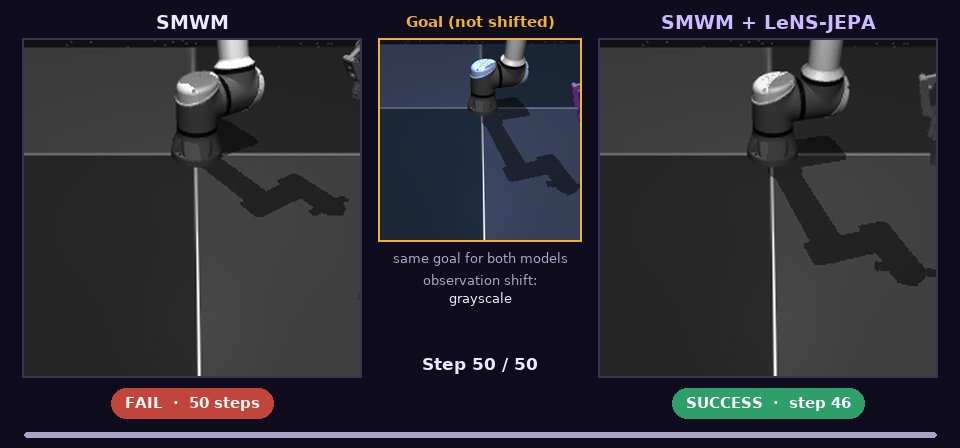 SMWM
Goal (not shifted)
SMWM + LeNS-JEPA
same goal for both models
observation shift:
grayscale
Step 50 / 50
FAIL · 50 steps
SUCCESS · step 46